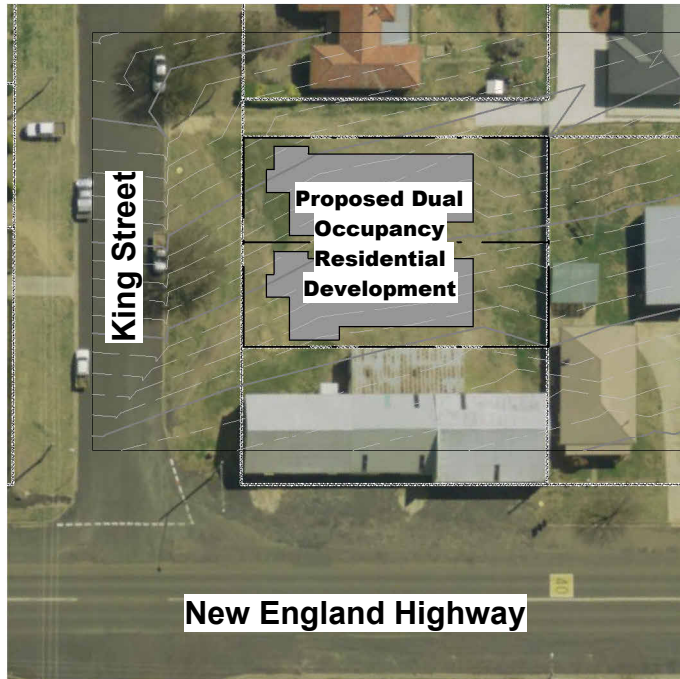 King Street
Proposed Dual
Occupancy
Residential
Development
40
New England Highway